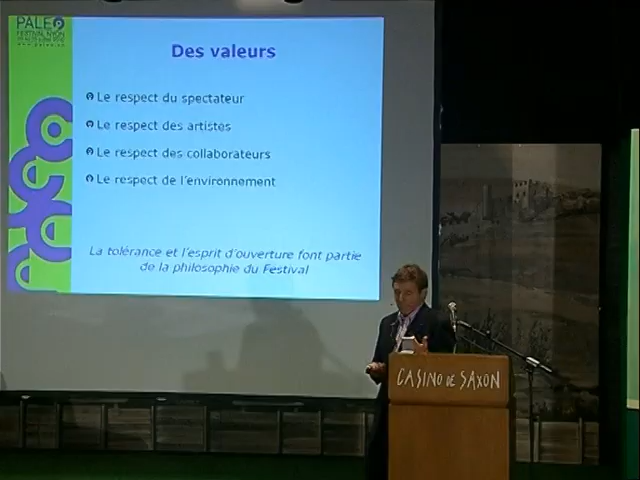 PALEO
FESTIVAL NYON
Des valeurs
Le respect du spectateur
Le respect des artistes
Le respect des collaborateurs
Le respect de l'environnement
La tolérance et l'esprit d'ouverture font partie
de la philosophie du Festival
CASINO DE SAXON